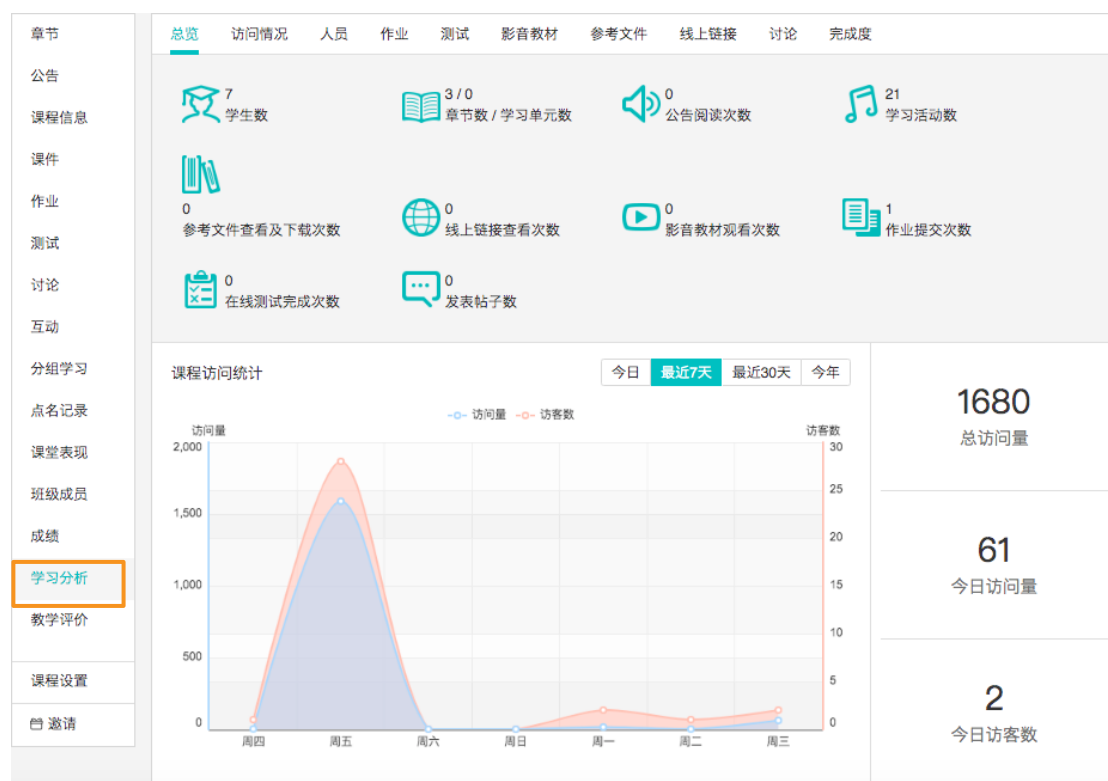 章节
公告
课程信息
课件
作业
测试
讨论
互动
分组学习
点名记录
课堂表现
班级成员
成绩
学习分析
教学评价
课程设置
邀请
总览 访问情况 人员 作业 测试 影音教材 参考文件 线上链接 讨论 完成度
7
学生数
3 / 0
章节数 / 学习单元数
0
公告阅读次数
21
学习活动数
0
参考文件查看及下载次数
0
线上链接查看次数
0
影音教材观看次数
1
作业提交次数
0
在线测试完成次数
0
发表帖子数
课程访问统计
今日 最近7天 最近30天 今年
访问量 访客数
访问量
2,000
1,500
1,000
500
0
访客数
30
25
20
15
10
5
0
周四 周五 周六 周日 周一 周二 周三
1680
总访问量
61
今日访问量
2
今日访客数